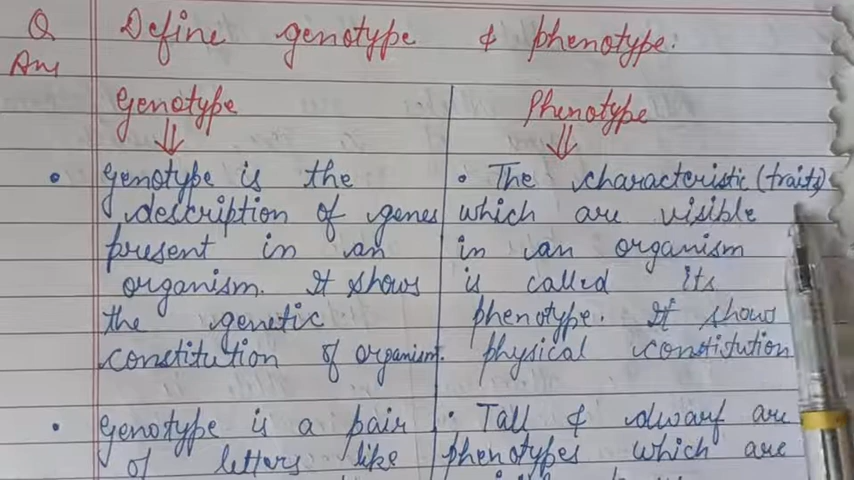 Q Define genotype & phenotype:
Ans
Genotype
Phenotype
• Genotype is the
description of genes
present in an
organism. It shows
the genetic
constitution of organism.
• Genotype is a pair
of letters like
• The characteristic (traits)
which are visible
in an organism
is called its
phenotype. It shows
physical constitution
• Tall & dwarf are
phenotypes which are